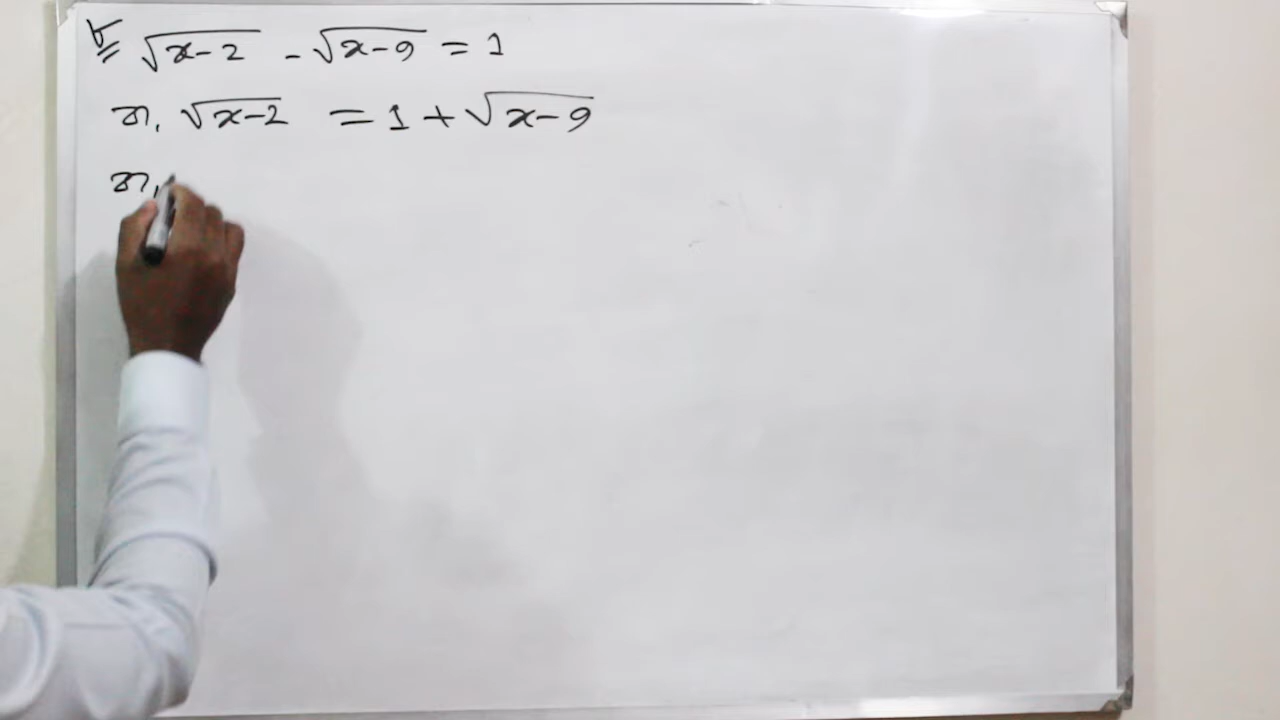 √(x-2) - √(x-9) = 1
वा, √(x-2) = 1 + √(x-9)
वा,